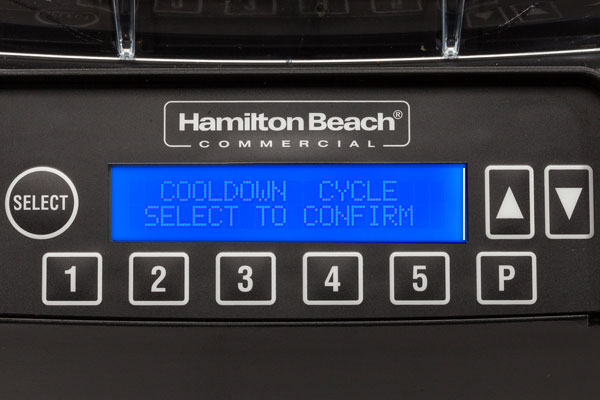 Hamilton Beach®
COMMERCIAL
SELECT
COOLDOWN CYCLE
SELECT TO CONFIRM
1 2 3 4 5 P